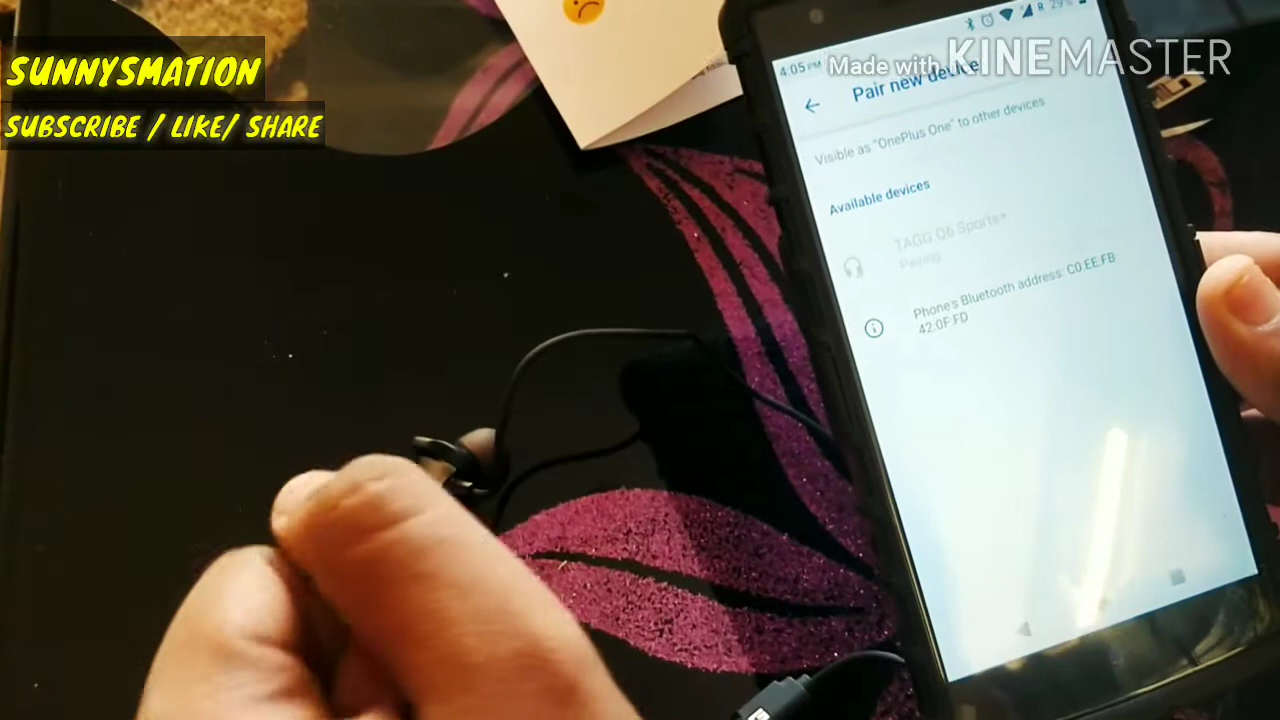 SUNNYSMATION
SUBSCRIBE / LIKE/ SHARE
Made with KINEMASTER
4:05 PM R 29%
Pair new device
Visible as "OnePlus One" to other devices
Available devices
TAGG Q6 Sports+
Pairing
Phone's Bluetooth address: C0:EE:FB
42:0F:FD